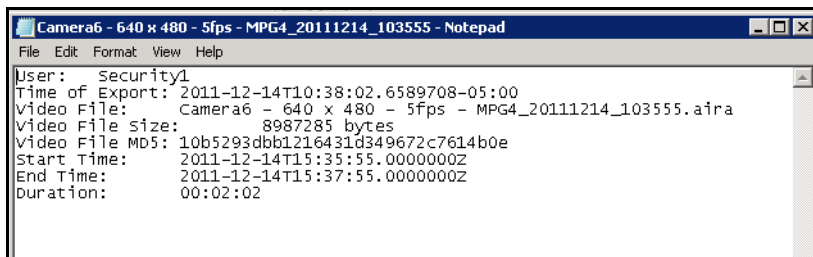 Camera6 - 640 x 480 - 5fps - MPG4_20111214_103555 - Notepad
File Edit Format View Help
User: Security1
Time of Export: 2011-12-14T10:38:02.6589708-05:00
Video File: Camera6 - 640 x 480 - 5fps - MPG4_20111214_103555.aira
Video File Size: 8987285 bytes
Video File MD5: 10b5293dbb1216431d349672c7614b0e
Start Time: 2011-12-14T15:35:55.0000000Z
End Time: 2011-12-14T15:37:55.0000000Z
Duration: 00:02:02